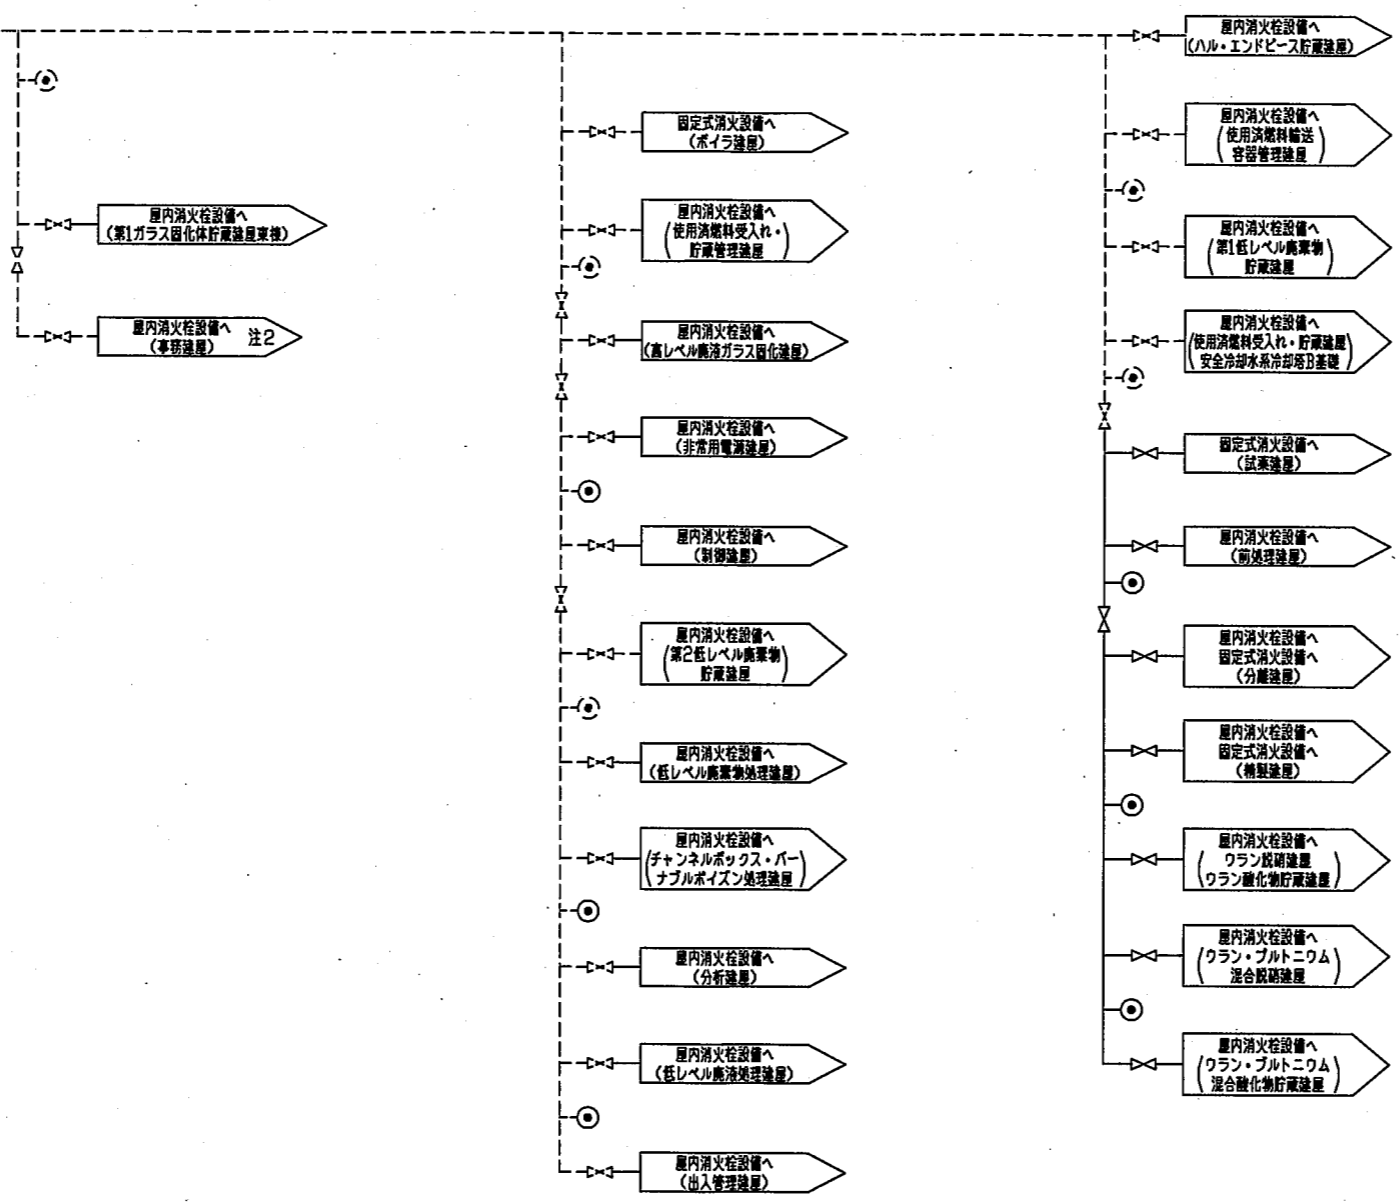 屋内消火栓設備へ
(第1ガラス固化体貯蔵建屋東棟)
屋内消火栓設備へ 注2
(事務建屋)
固定式消火設備へ
(ボイラ建屋)
屋内消火栓設備へ
(使用済燃料受入れ・
貯蔵管理建屋)
屋内消火栓設備へ
(高レベル廃液ガラス固化建屋)
屋内消火栓設備へ
(非常用電源建屋)
屋内消火栓設備へ
(制御建屋)
屋内消火栓設備へ
(第2低レベル廃棄物
貯蔵建屋)
屋内消火栓設備へ
(低レベル廃棄物処理建屋)
屋内消火栓設備へ
(チャンネルボックス・バー
ナブルポイズン処理建屋)
屋内消火栓設備へ
(分析建屋)
屋内消火栓設備へ
(低レベル廃液処理建屋)
屋内消火栓設備へ
(出入管理建屋)
屋内消火栓設備へ
(ハル・エンドピース貯蔵建屋)
屋内消火栓設備へ
(使用済燃料輸送
容器管理建屋)
屋内消火栓設備へ
(第1低レベル廃棄物
貯蔵建屋)
屋内消火栓設備へ
(使用済燃料受入れ・貯蔵建屋
安全冷却水系冷却塔B基礎)
固定式消火設備へ
(試薬建屋)
屋内消火栓設備へ
(前処理建屋)
屋内消火栓設備へ
固定式消火設備へ
(分離建屋)
屋内消火栓設備へ
固定式消火設備へ
(精製建屋)
屋内消火栓設備へ
(ウラン脱硝建屋
ウラン酸化物貯蔵建屋)
屋内消火栓設備へ
(ウラン・プルトニウム
混合脱硝建屋)
屋内消火栓設備へ
(ウラン・プルトニウム
混合酸化物貯蔵建屋)